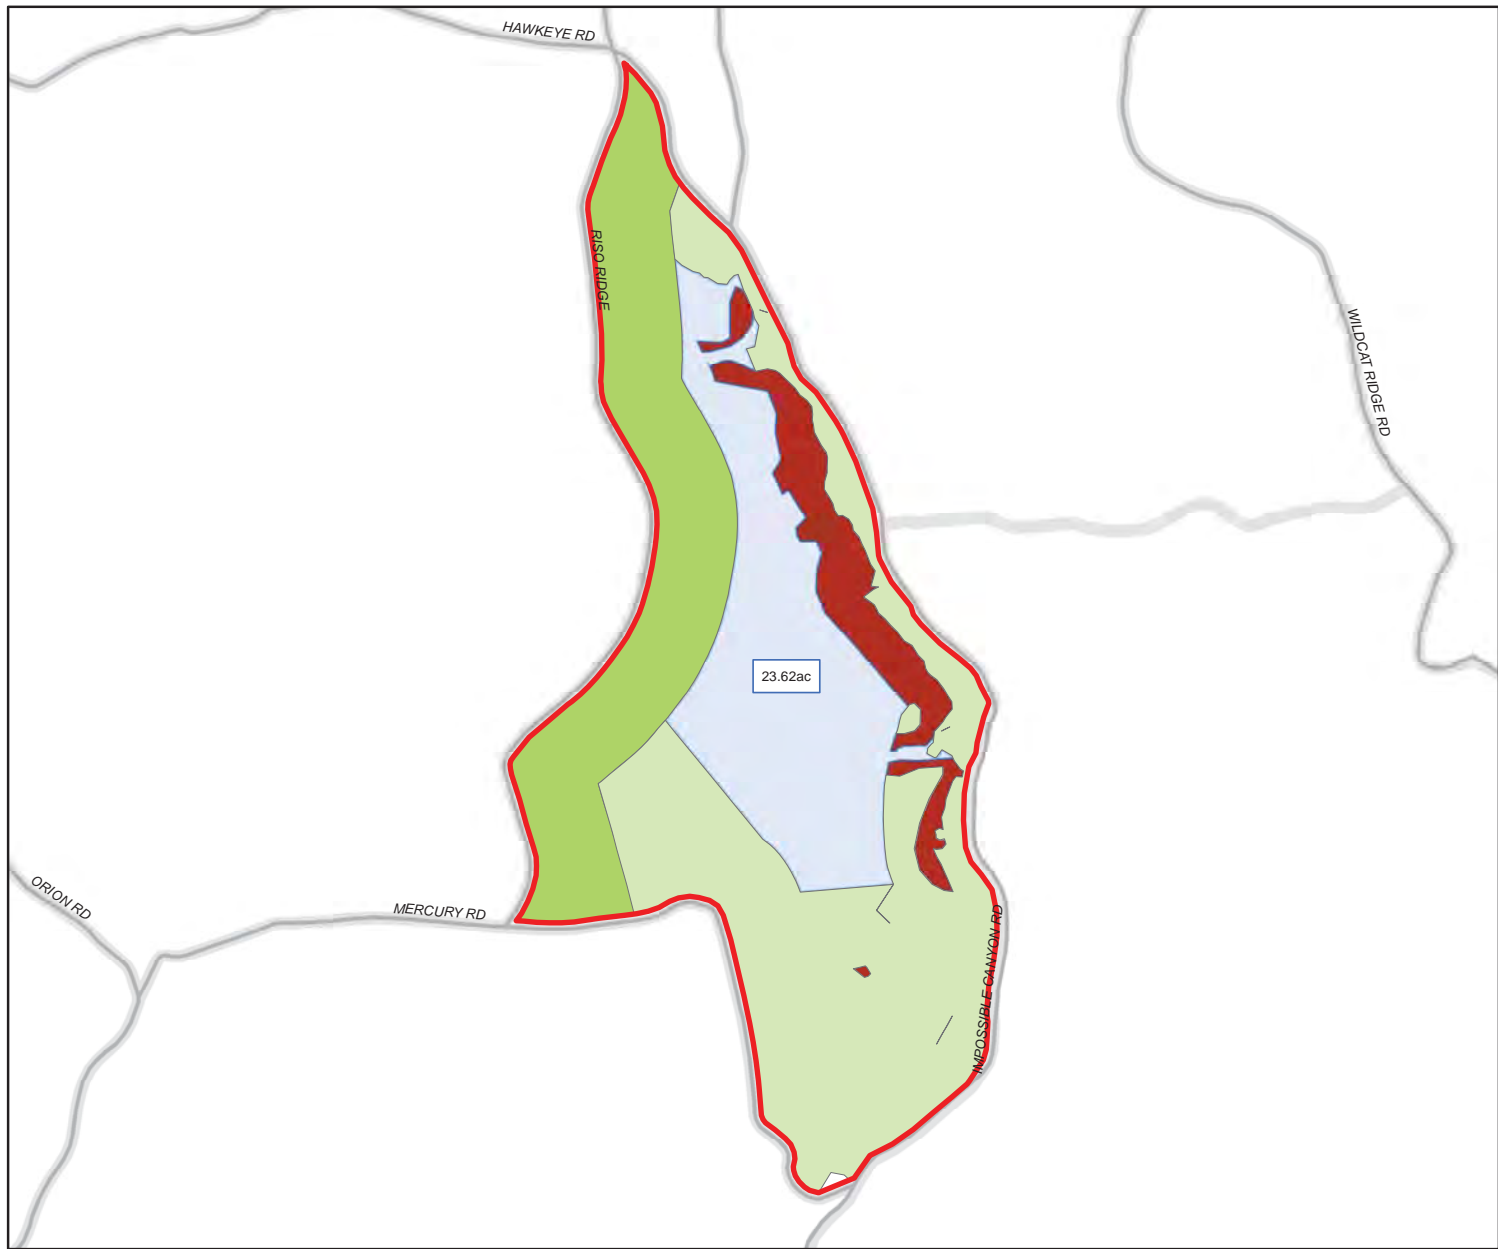 HAWKEYE RD
RISO RIDGE
WILDCAT RIDGE RD
23.62ac
ORION RD
MERCURY RD
IMPOSSIBLE CANYON RD